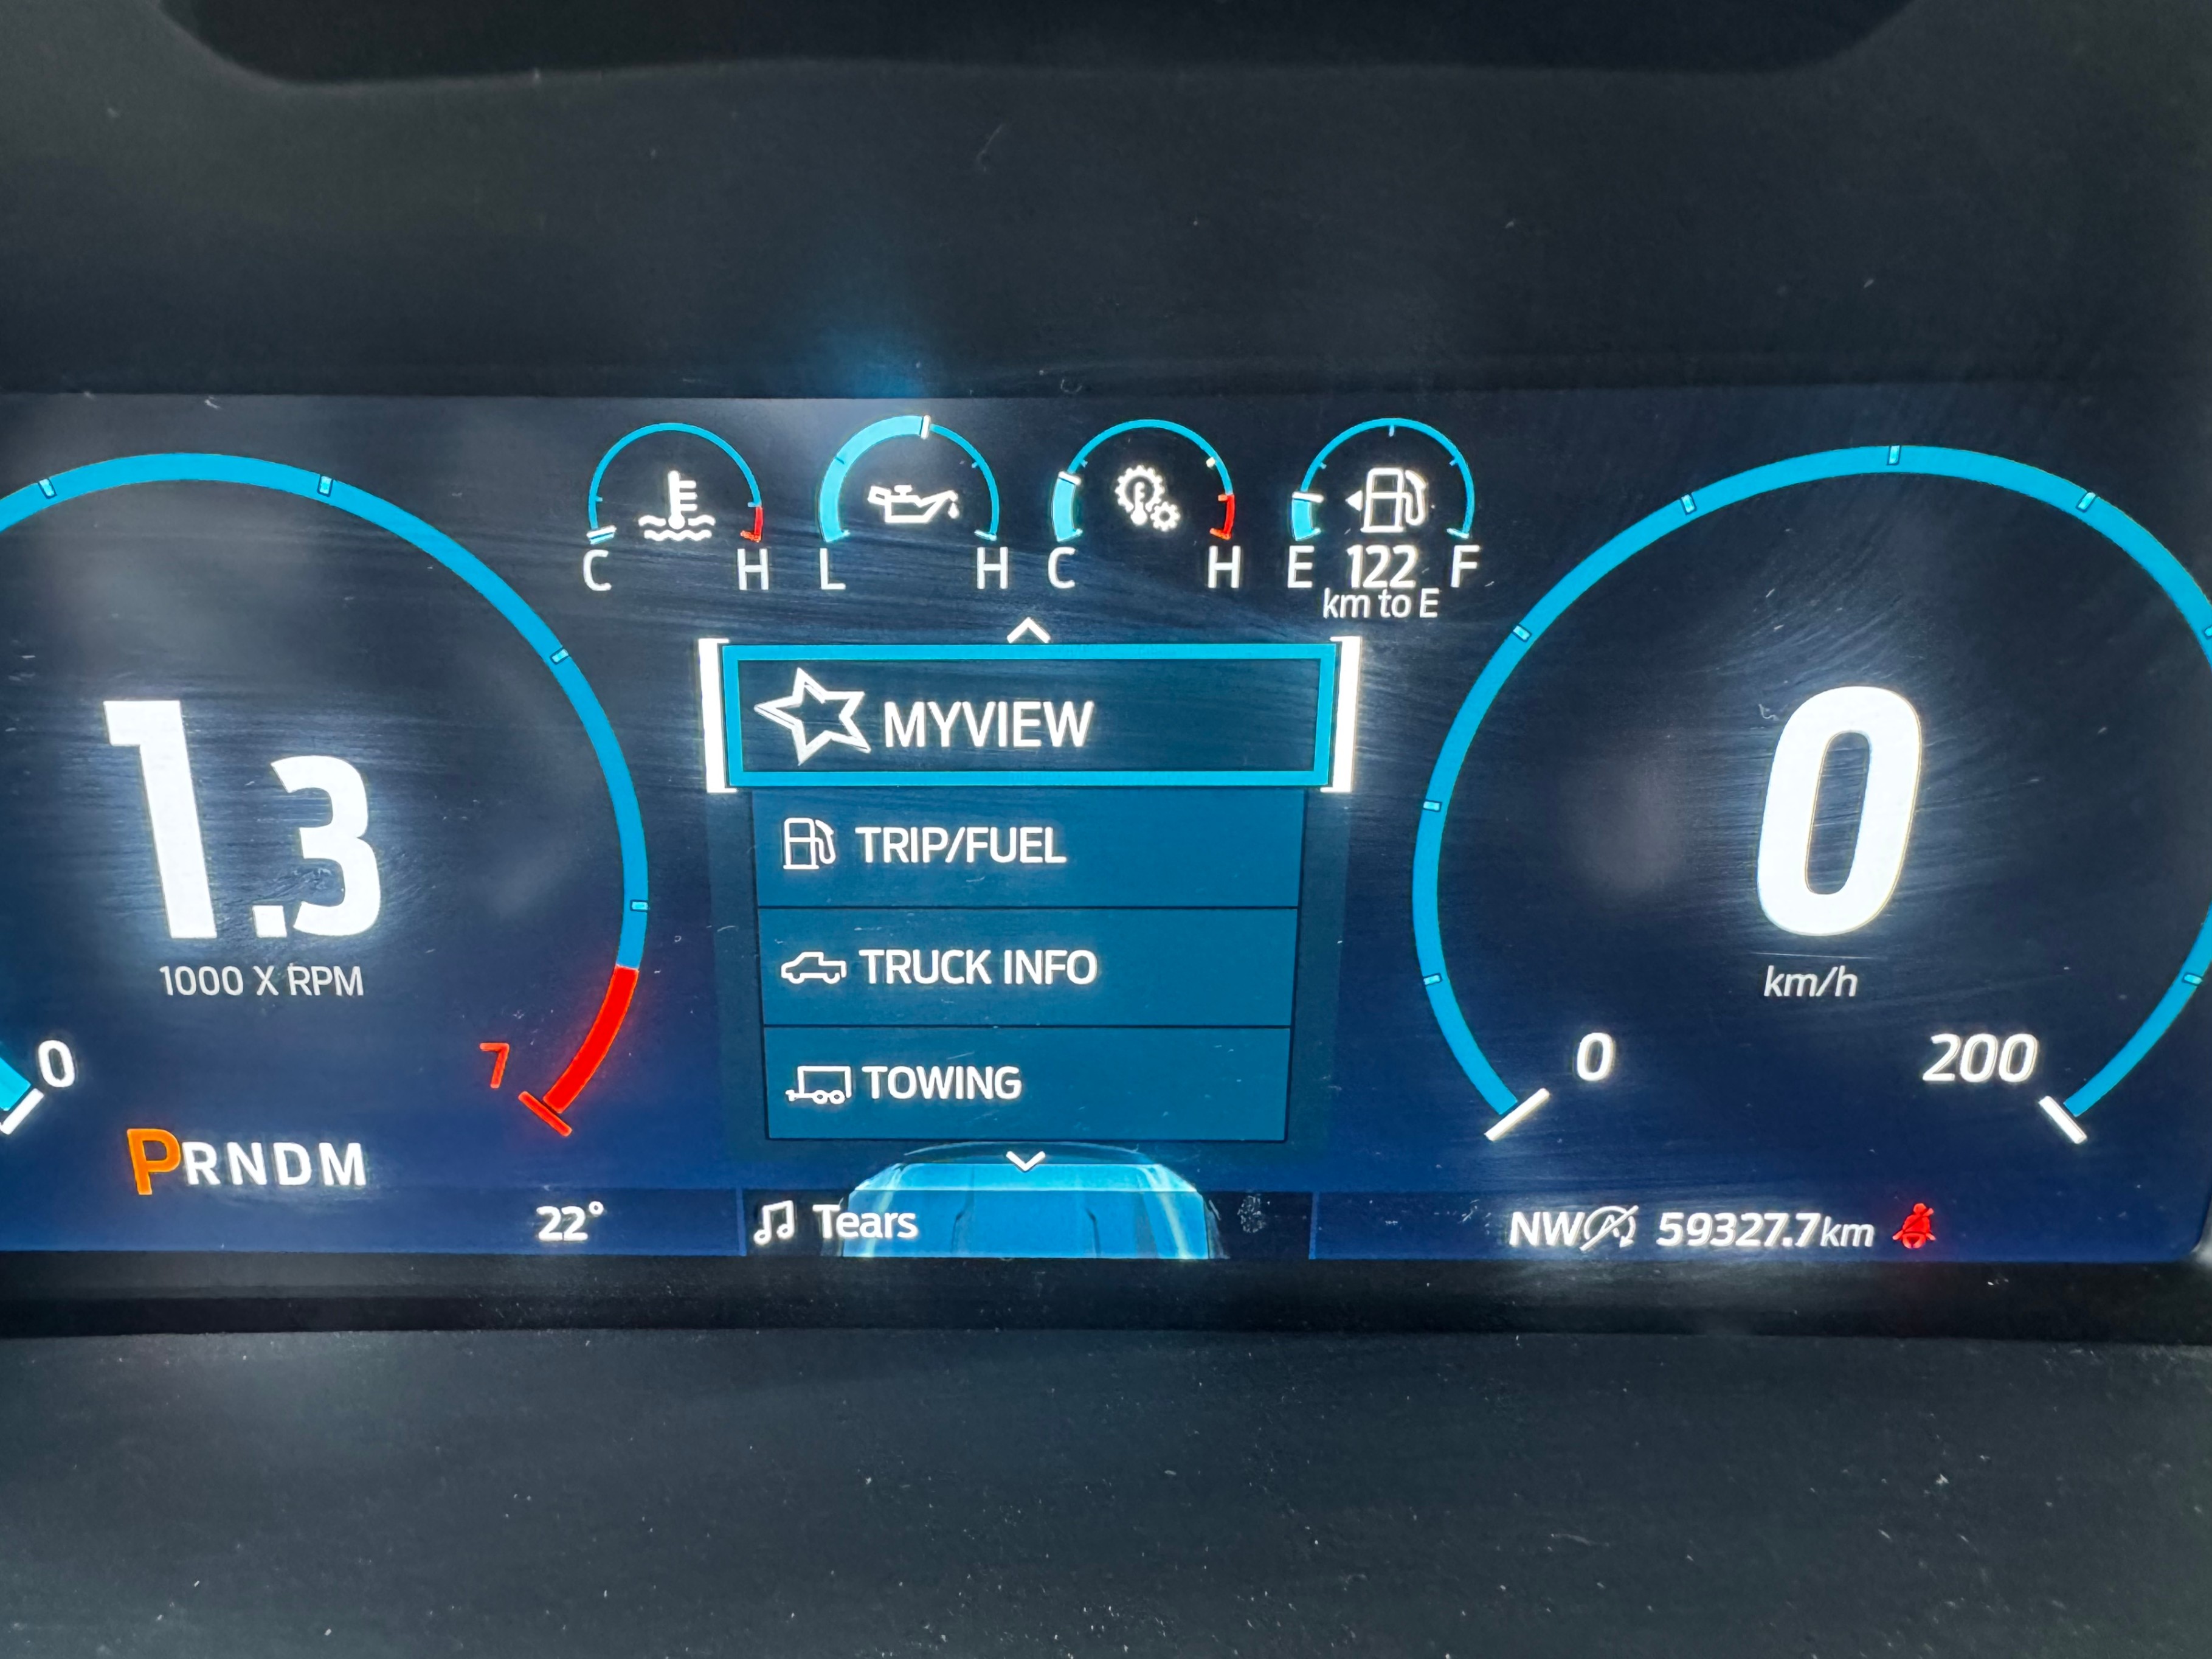 C H L H C H E 122 F
km to E
MYVIEW
1.3
1000 X RPM
0 7
PRNDM
TRIP/FUEL
TRUCK INFO
TOWING
0
km/h
0 200
22°
Tears
NW 59327.7km